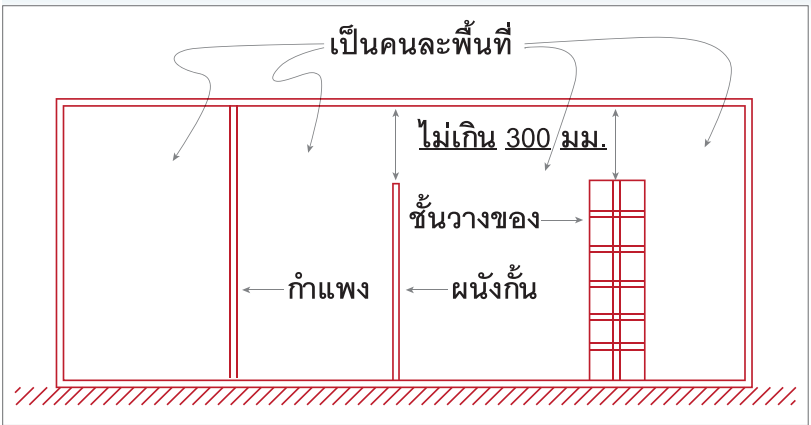 เป็นคนละพื้นที่
ไม่เกิน 300 มม.
ชั้นวางของ
กำแพง
ผนังกั้น